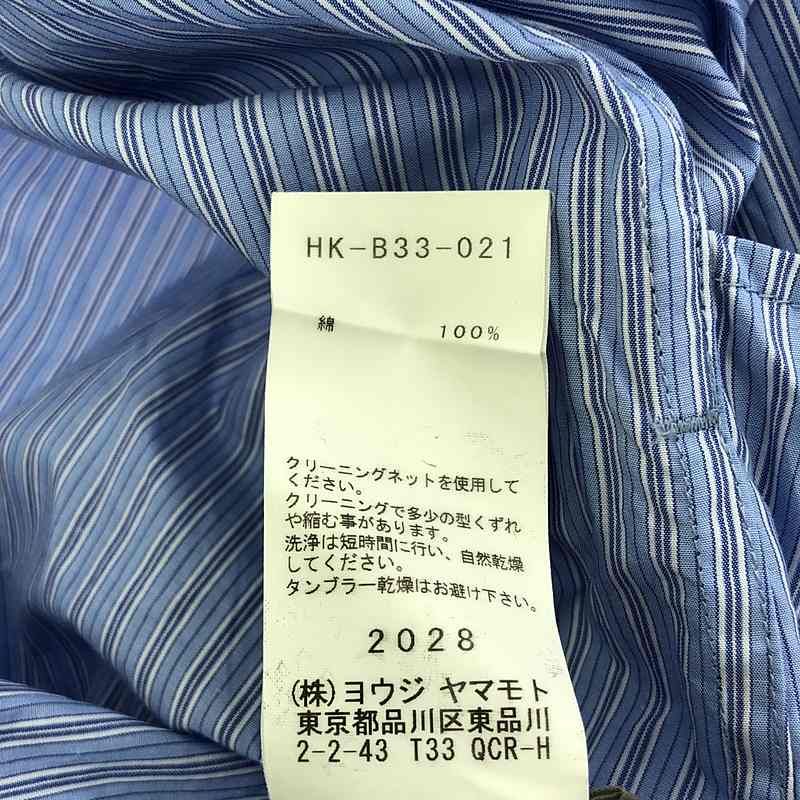 HK-B33-021
綿 100%
クリーニングネットを使用して
ください。
クリーニングで多少の型くずれ
や縮む事があります。
洗浄は短時間に行い、自然乾燥
してください。
タンブラー乾燥はお避け下さい。
2028
(株)ヨウジ ヤマモト
東京都品川区東品川
2-2-43 T33 QCR-H